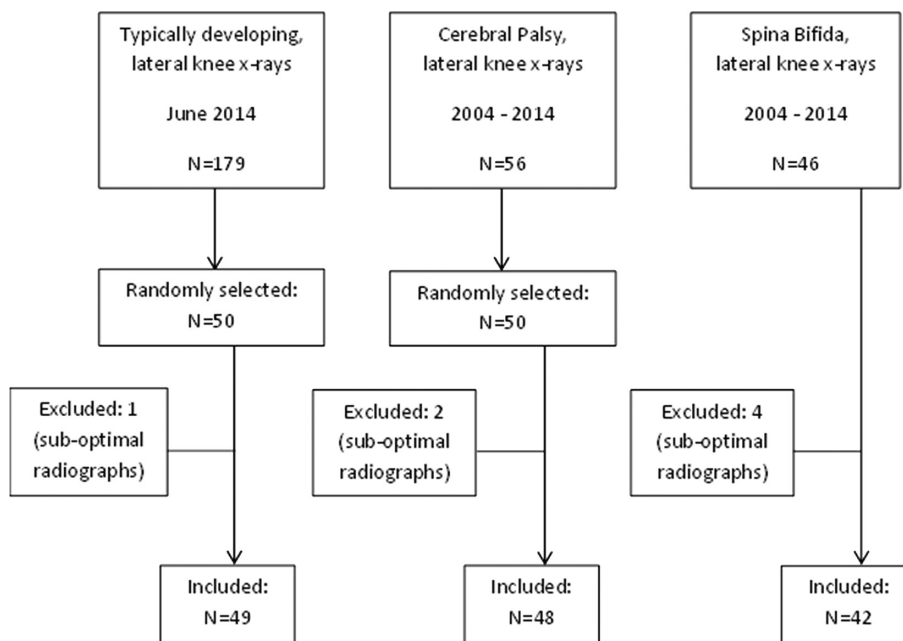 Typically developing,
lateral knee x-rays
June 2014
N=179
Cerebral Palsy,
lateral knee x-rays
2004 - 2014
N=56
Spina Bifida,
lateral knee x-rays
2004 - 2014
N=46
Randomly selected:
N=50
Randomly selected:
N=50
Excluded: 1
(sub-optimal
radiographs)
Excluded: 2
(sub-optimal
radiographs)
Excluded: 4
(sub-optimal
radiographs)
Included:
N=49
Included:
N=48
Included:
N=42